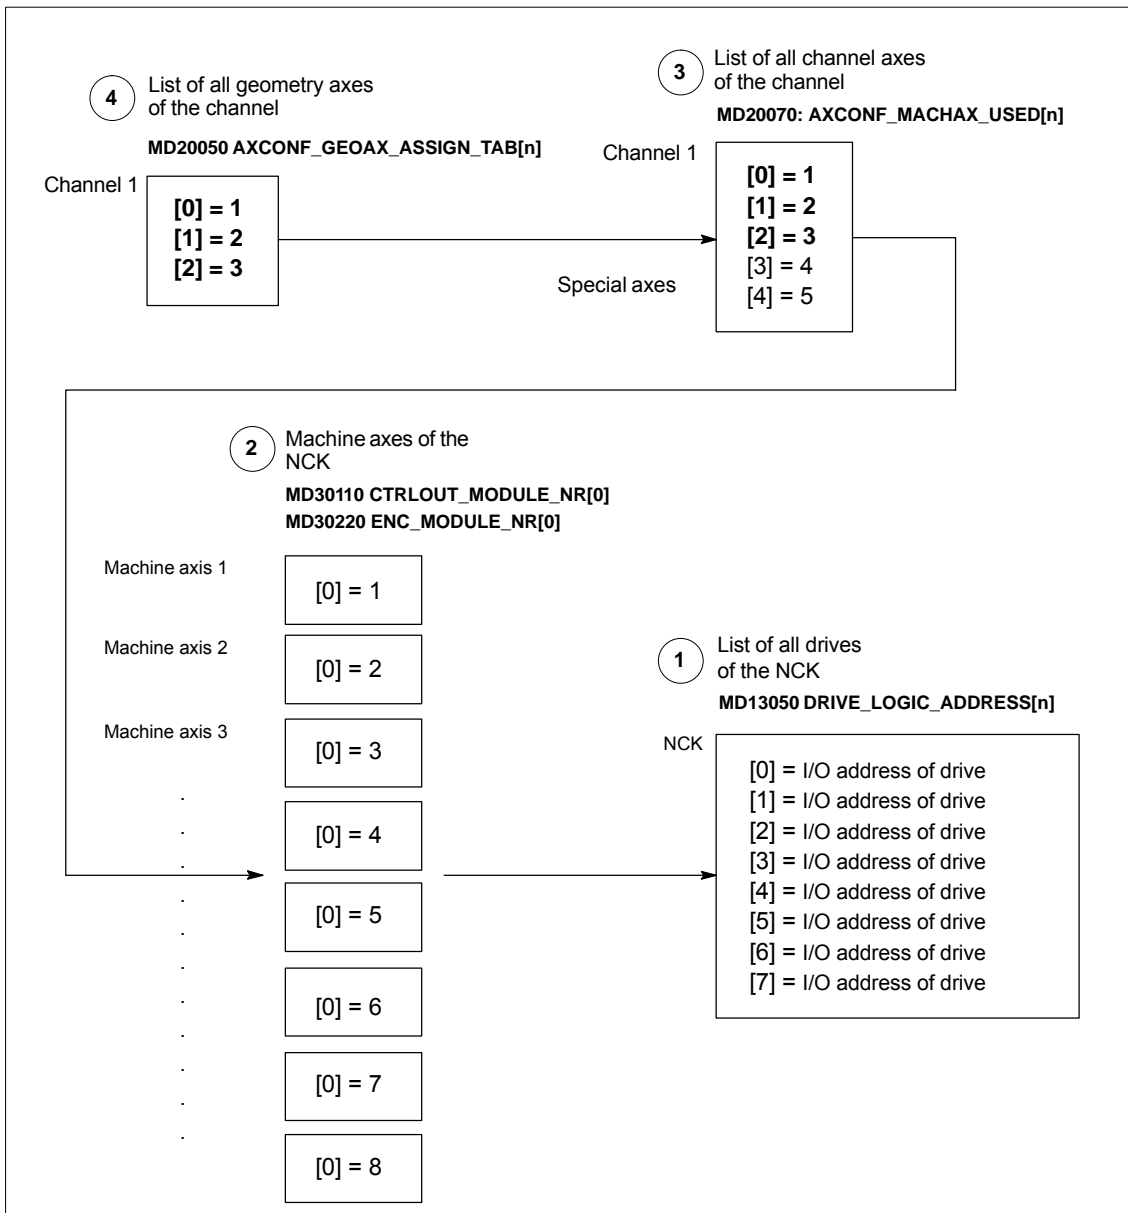 4
List of all geometry axes
of the channel
MD20050 AXCONF_GEOAX_ASSIGN_TAB[n]
Channel 1
[0] = 1
[1] = 2
[2] = 3
3
List of all channel axes
of the channel
MD20070: AXCONF_MACHAX_USED[n]
Channel 1
[0] = 1
[1] = 2
[2] = 3
[3] = 4
[4] = 5
Special axes
2
Machine axes of the
NCK
MD30110 CTRLOUT_MODULE_NR[0]
MD30220 ENC_MODULE_NR[0]
Machine axis 1
[0] = 1
Machine axis 2
[0] = 2
Machine axis 3
[0] = 3
[0] = 4
[0] = 5
[0] = 6
[0] = 7
[0] = 8
1
List of all drives
of the NCK
MD13050 DRIVE_LOGIC_ADDRESS[n]
NCK
[0] = I/O address of drive
[1] = I/O address of drive
[2] = I/O address of drive
[3] = I/O address of drive
[4] = I/O address of drive
[5] = I/O address of drive
[6] = I/O address of drive
[7] = I/O address of drive